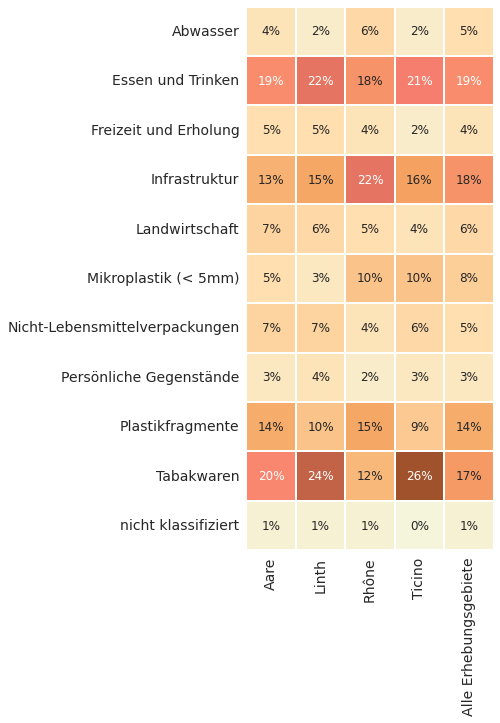 Abwasser 4% 2% 6% 2% 5%
Essen und Trinken 19% 22% 18% 21% 19%
Freizeit und Erholung 5% 5% 4% 2% 4%
Infrastruktur 13% 15% 22% 16% 18%
Landwirtschaft 7% 6% 5% 4% 6%
Mikroplastik (< 5mm) 5% 3% 10% 10% 8%
Nicht-Lebensmittelverpackungen 7% 7% 4% 6% 5%
Persönliche Gegenstände 3% 4% 2% 3% 3%
Plastikfragmente 14% 10% 15% 9% 14%
Tabakwaren 20% 24% 12% 26% 17%
nicht klassifiziert 1% 1% 1% 0% 1%
Aare
Linth
Rhône
Ticino
Alle Erhebungsgebiete